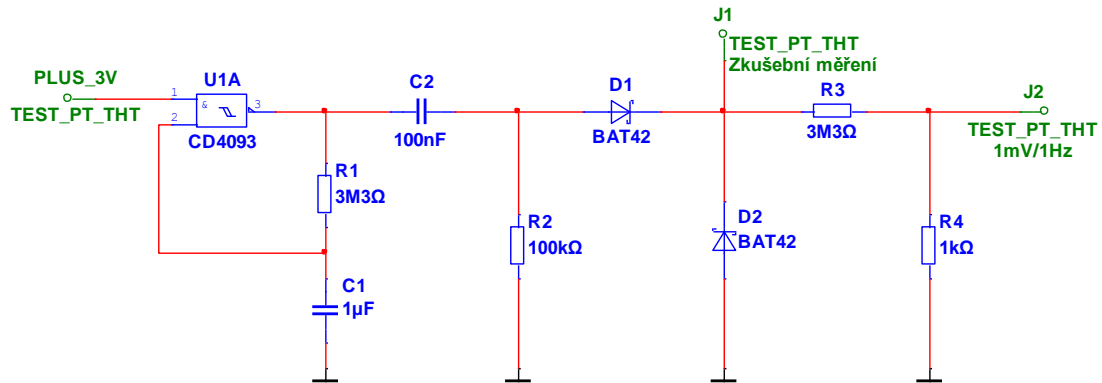 J1
TEST_PT_THT
Zkušební měření
PLUS_3V
TEST_PT_THT
U1A
1
2
&
3
CD4093
C2
100nF
D1
BAT42
R3
3M3Ω
J2
TEST_PT_THT
1mV/1Hz
R1
3M3Ω
R2
100kΩ
D2
BAT42
R4
1kΩ
C1
1µF